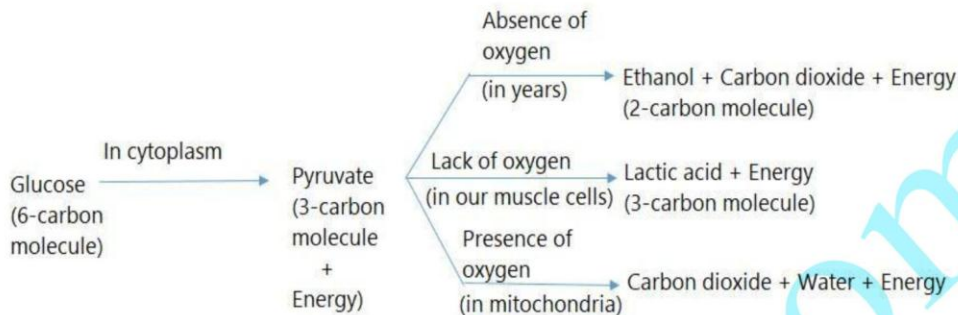 Glucose
(6-carbon
molecule)
In cytoplasm
Pyruvate
(3-carbon
molecule
+
Energy)
Absence of
oxygen
(in years)
Ethanol + Carbon dioxide + Energy
(2-carbon molecule)
Lack of oxygen
(in our muscle cells)
Lactic acid + Energy
(3-carbon molecule)
Presence of
oxygen
(in mitochondria)
Carbon dioxide + Water + Energy
om